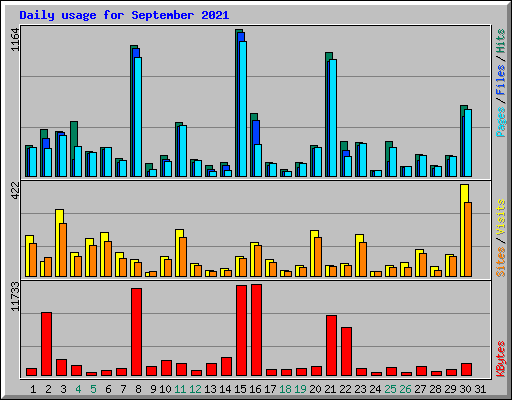 Daily usage for September 2021
1164
Pages / Files / Hits
422
Sites / Visits
11733
KBytes
1 2 3 4 5 6 7 8 9 10 11 12 13 14 15 16 17 18 19 20 21 22 23 24 25 26 27 28 29 30 31